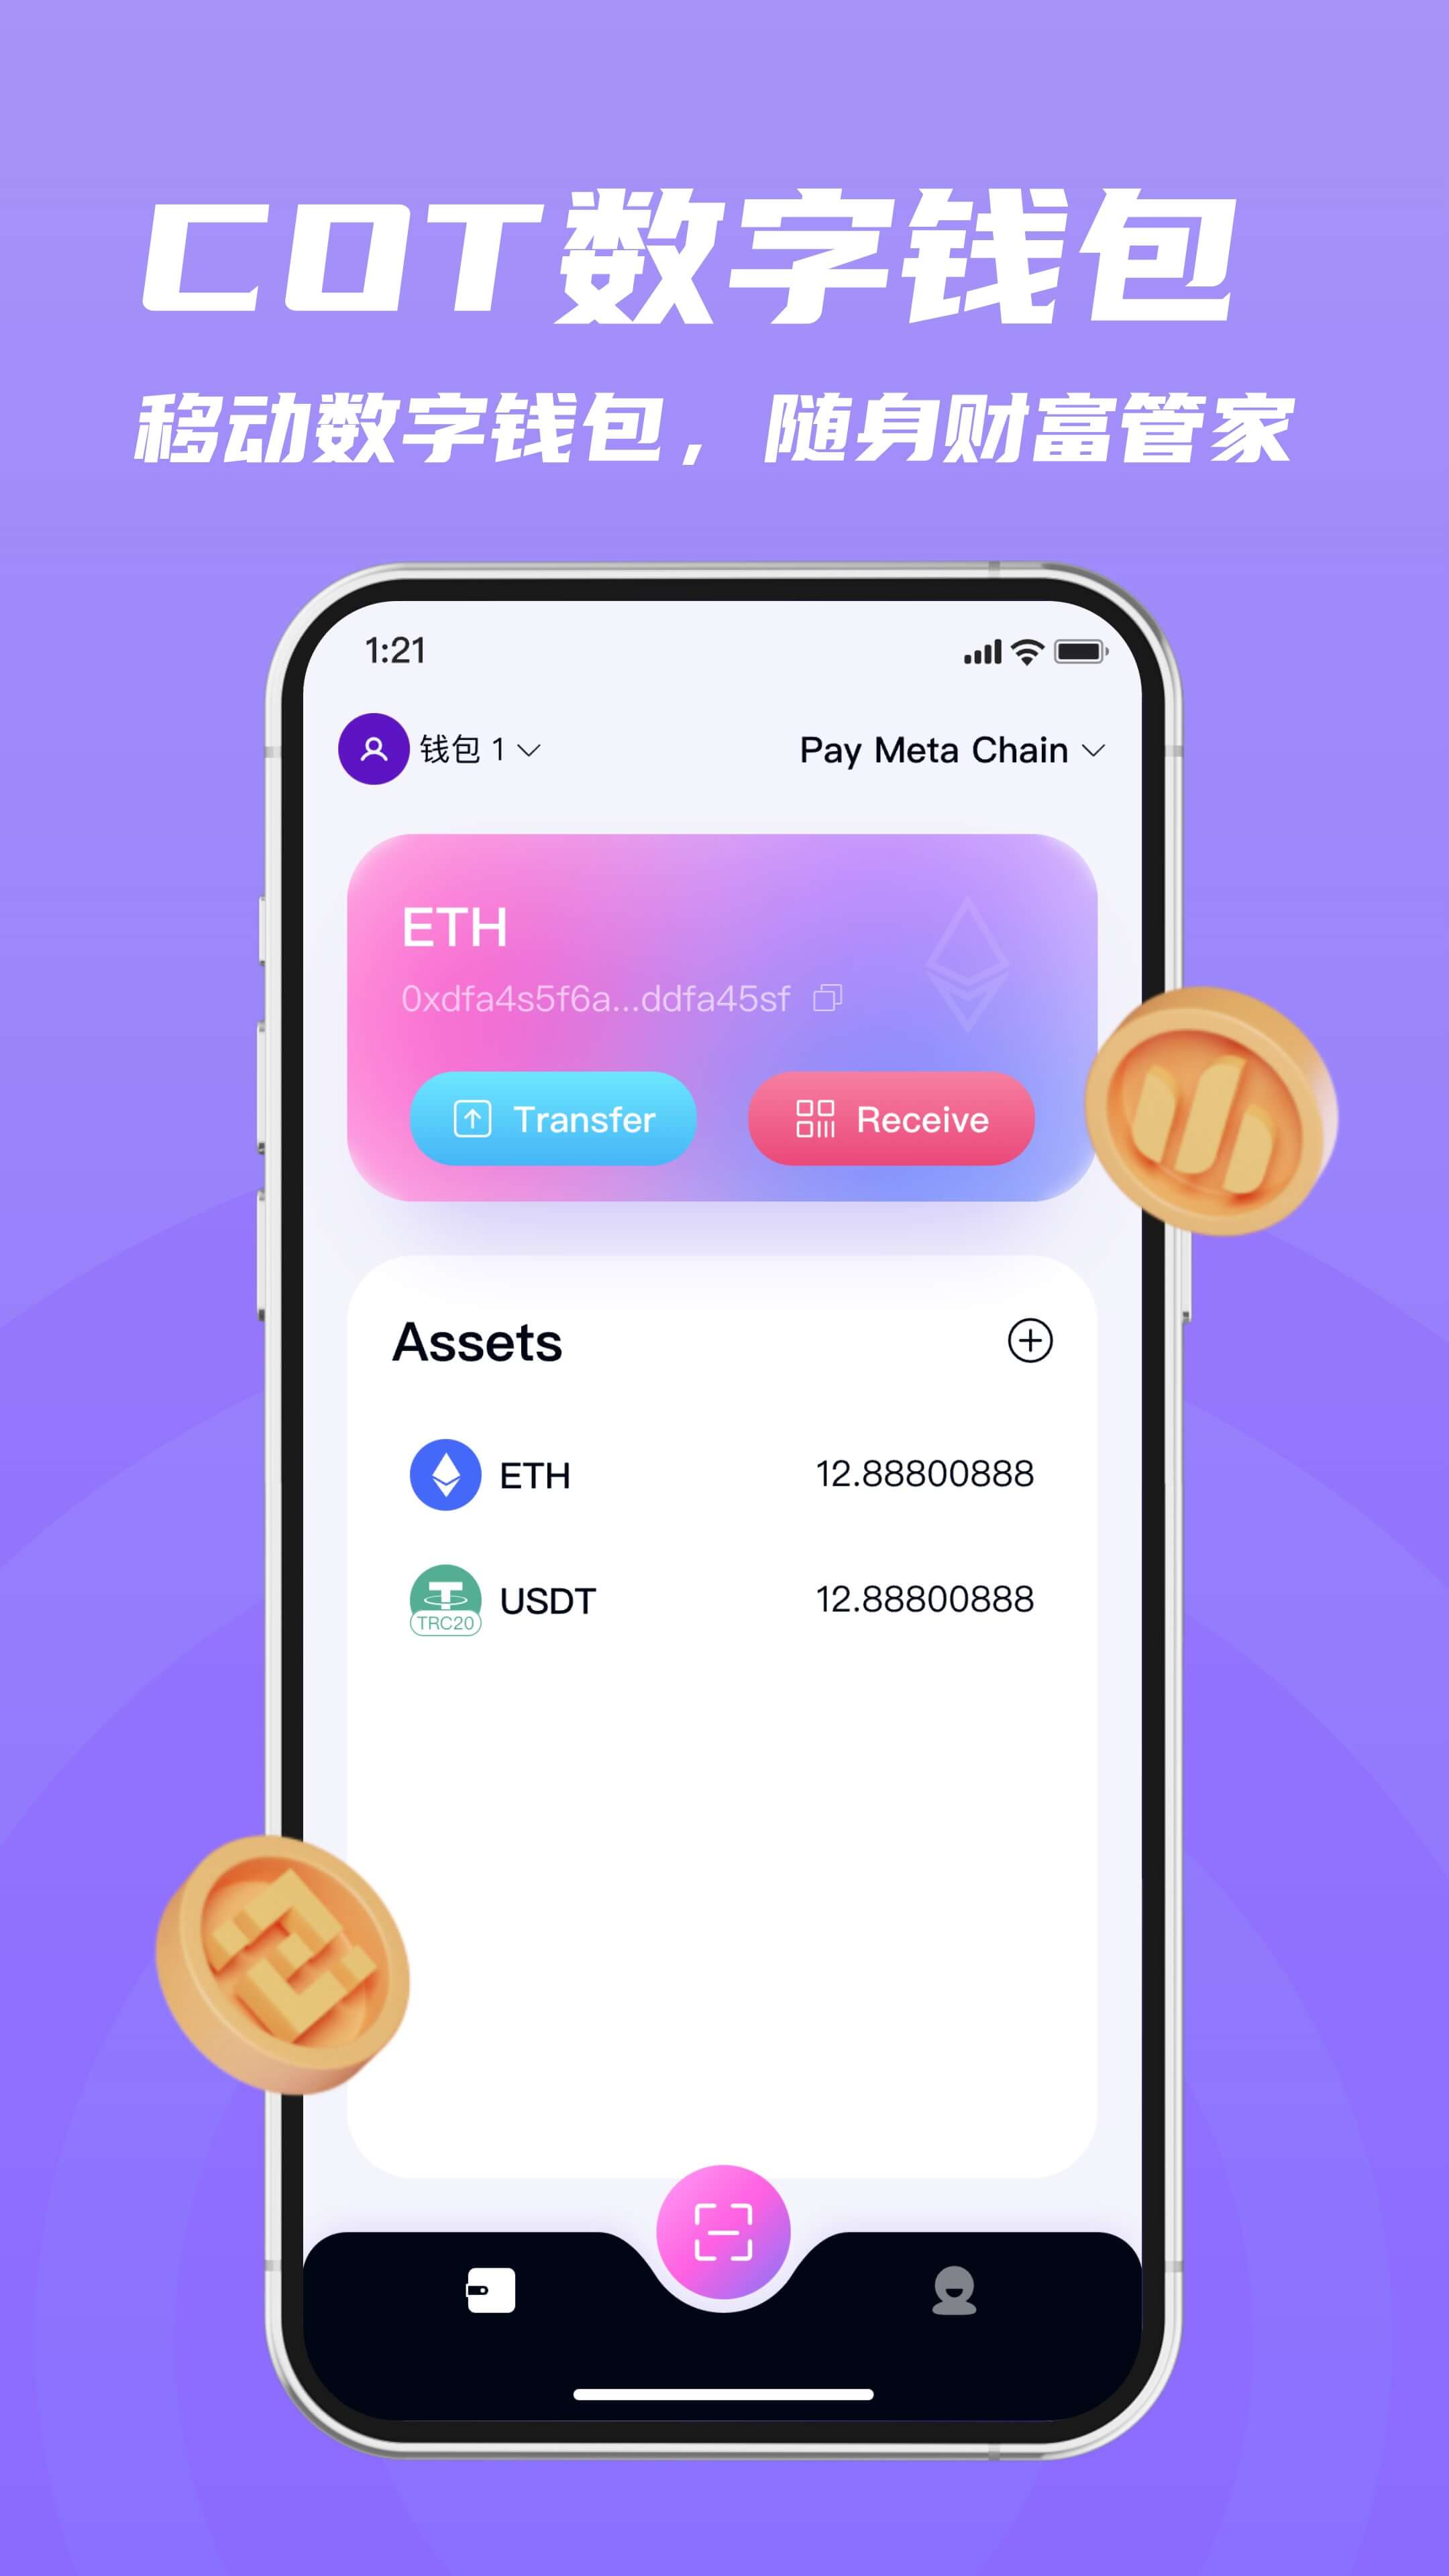 COT数字钱包
移动数字钱包，随身财富管家
1:21
钱包 1
Pay Meta Chain
ETH
0xdfa4s5f6a...ddfa45sf
Transfer
Receive
Assets
ETH
12.88800888
USDT
12.88800888
TRC20